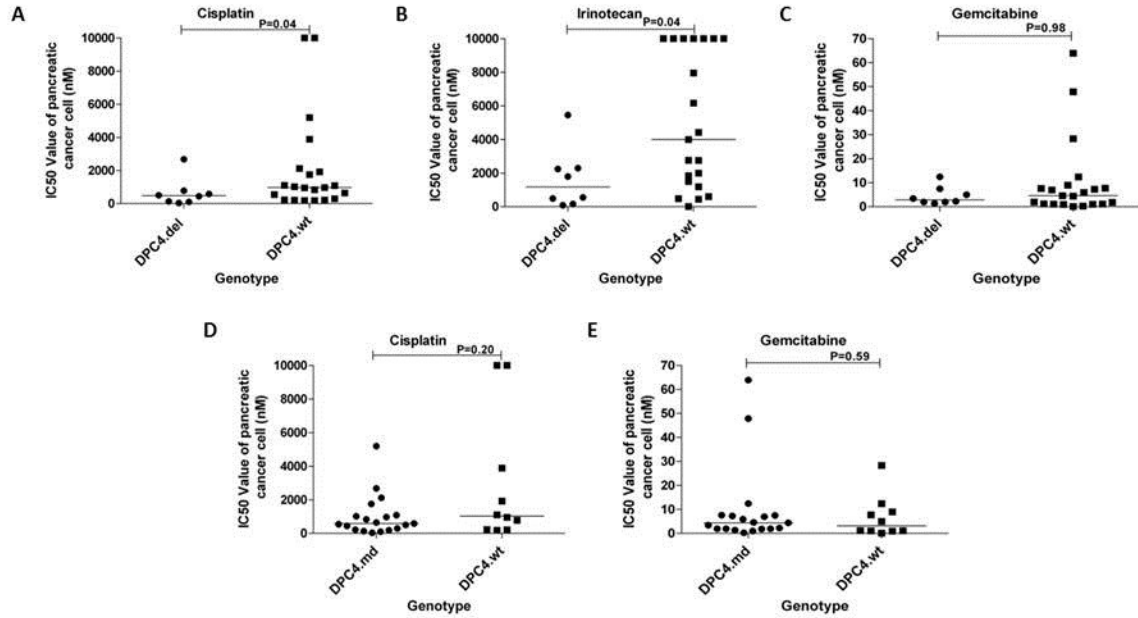 A
Cisplatin
P=0.04
IC50 Value of pancreatic
cancer cell (nM)
10000
8000
6000
4000
2000
0
DPC4.del
DPC4.wt
Genotype
B
Irinotecan
P=0.04
IC50 Value of pancreatic
cancer cell (nM)
10000
8000
6000
4000
2000
0
DPC4.del
DPC4.wt
Genotype
C
Gemcitabine
P=0.98
IC50 Value of pancreatic
cancer cell (nM)
70
60
50
40
30
20
10
0
DPC4.del
DPC4.wt
Genotype
D
Cisplatin
P=0.20
IC50 Value of pancreatic
cancer cell (nM)
10000
8000
6000
4000
2000
0
DPC4.md
DPC4.wt
Genotype
E
Gemcitabine
P=0.59
IC50 Value of pancreatic
cancer cell (nM)
70
60
50
40
30
20
10
0
DPC4.md
DPC4.wt
Genotype